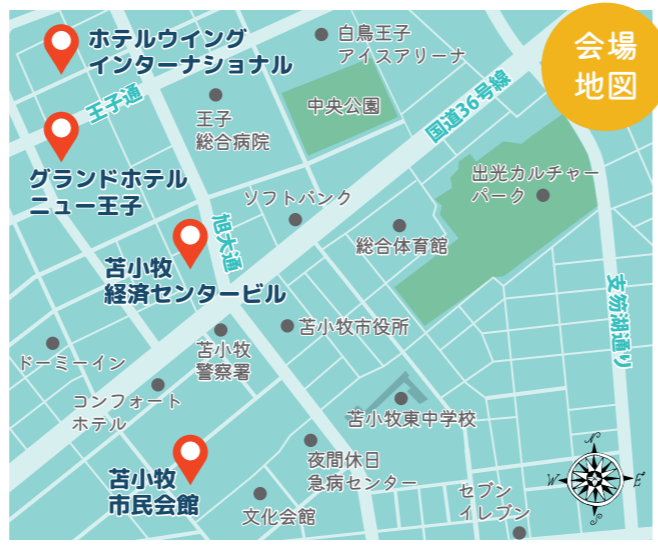 会場
地図
ホテルウイング
インターナショナル
白鳥王子
アイスアリーナ
王子通
王子
総合病院
中央公園
国道36号線
グランドホテル
ニュー王子
ソフトバンク
出光カルチャー
パーク
旭大通
総合体育館
苫小牧
経済センタービル
支笏湖通り
苫小牧市役所
苫小牧
警察署
ドーミーイン
コンフォート
ホテル
苫小牧東中学校
夜間休日
急病センター
苫小牧
市民会館
文化会館
セブン
イレブン
N
W
E
S